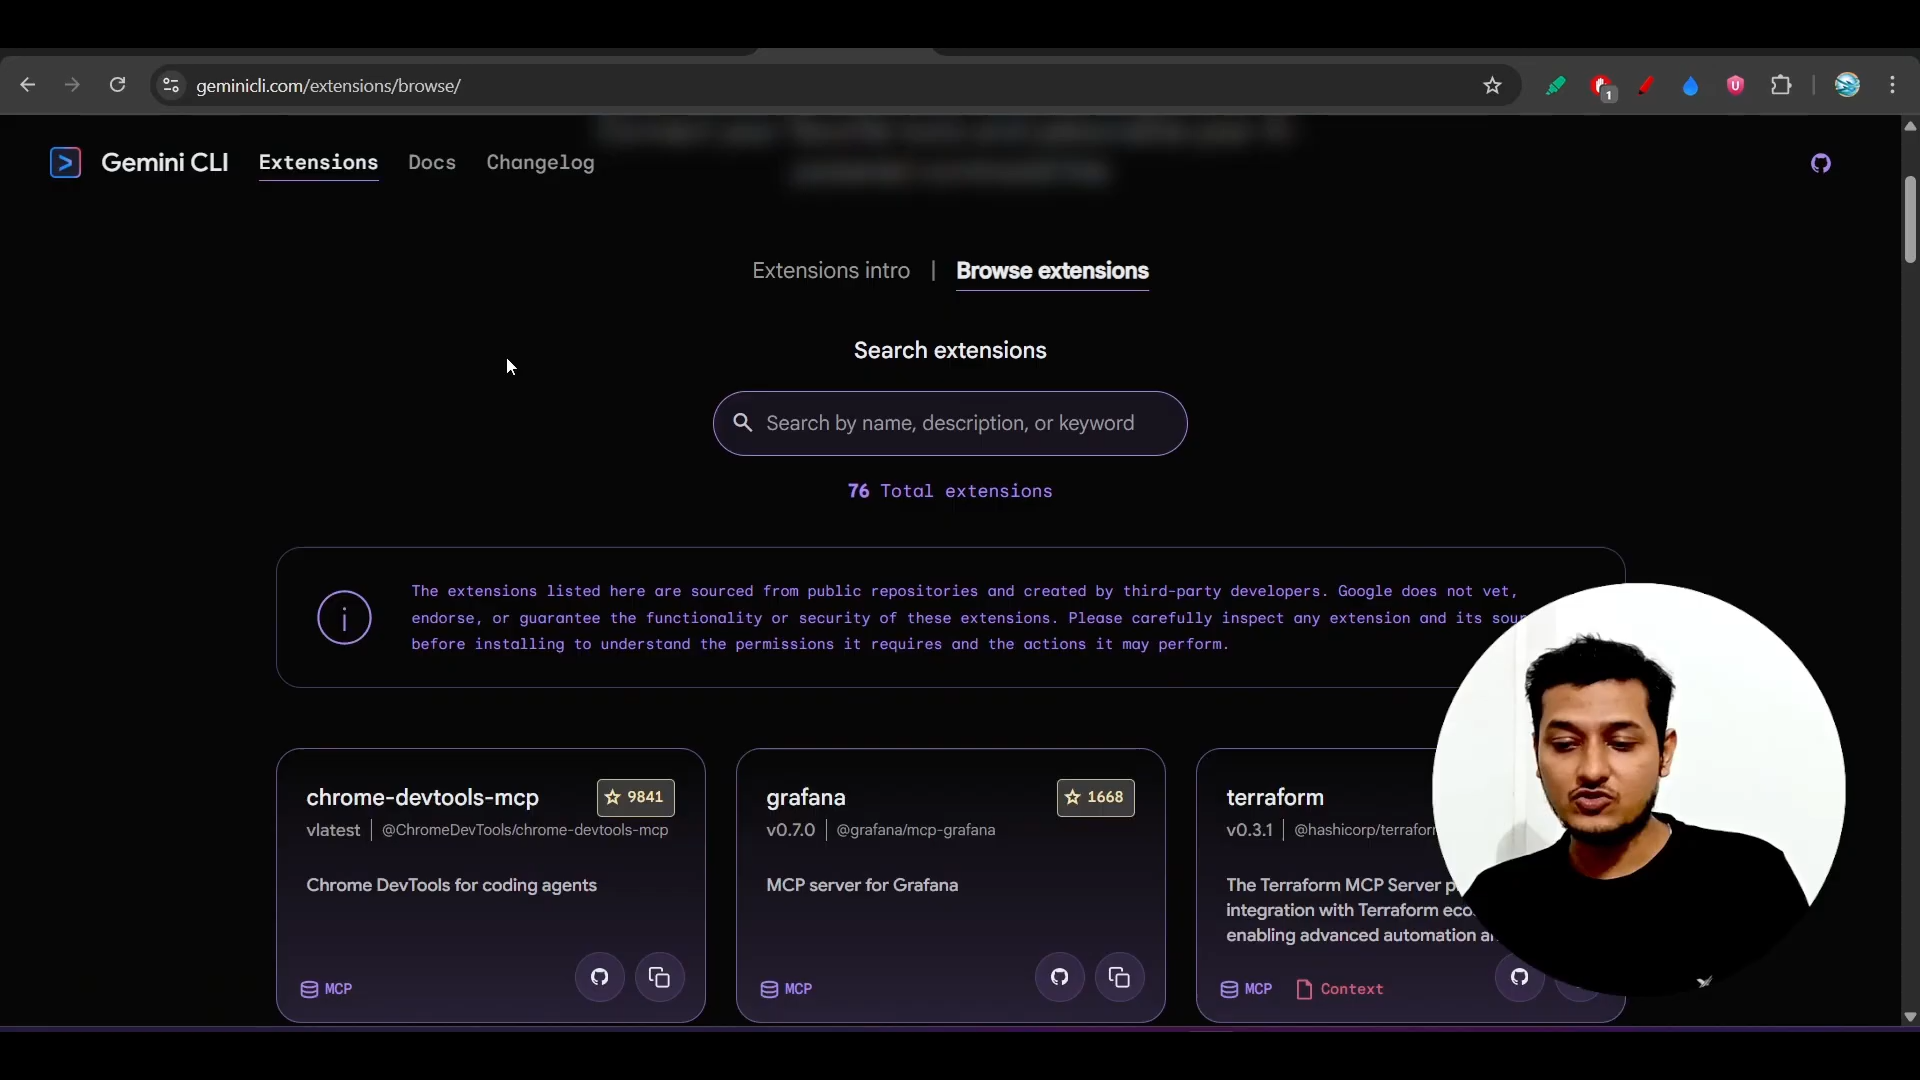 geminicli.com/extensions/browse/
1
U
Gemini CLI Extensions Docs Changelog
Extensions intro | Browse extensions
Search extensions
Search by name, description, or keyword
76 Total extensions
The extensions listed here are sourced from public repositories and created by third-party developers. Google does not vet,
endorse, or guarantee the functionality or security of these extensions. Please carefully inspect any extension and its
before installing to understand the permissions it requires and the actions it may perform.
chrome-devtools-mcp 9841
vlatest | @ChromeDevTools/chrome-devtools-mcp
Chrome DevTools for coding agents
MCP
grafana 1668
v0.7.0 | @grafana/mcp-grafana
MCP server for Grafana
MCP
terraform
v0.3.1 | @hashicorp/terrafor
The Terraform MCP Server
integration with Terraform
enabling advanced automation
MCP Context